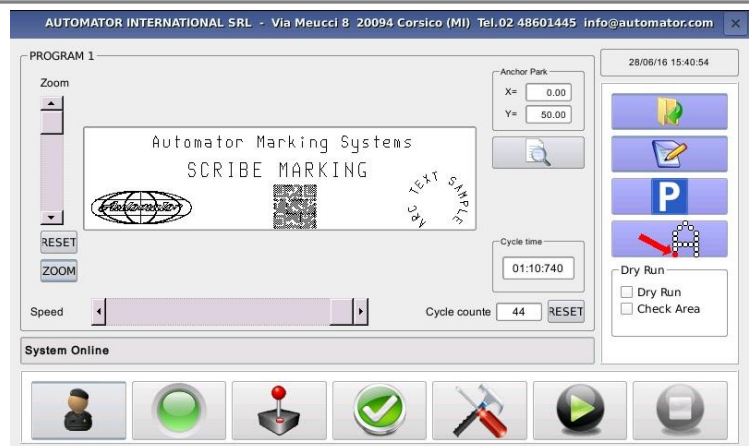 AUTOMATOR INTERNATIONAL SRL - Via Meucci 8 20094 Corsico (MI) Tel.02 48601445 info@automator.com
PROGRAM 1
28/06/16 15:40:54
Zoom
Anchor Park
X= 0.00
Y= 50.00
Automator Marking Systems
SCRIBE MARKING
Automator
ARC TEXT SAMPLE
P
A
RESET
ZOOM
Cycle time
01:10:740
Dry Run
Dry Run
Check Area
Speed
Cycle counte 44 RESET
System Online